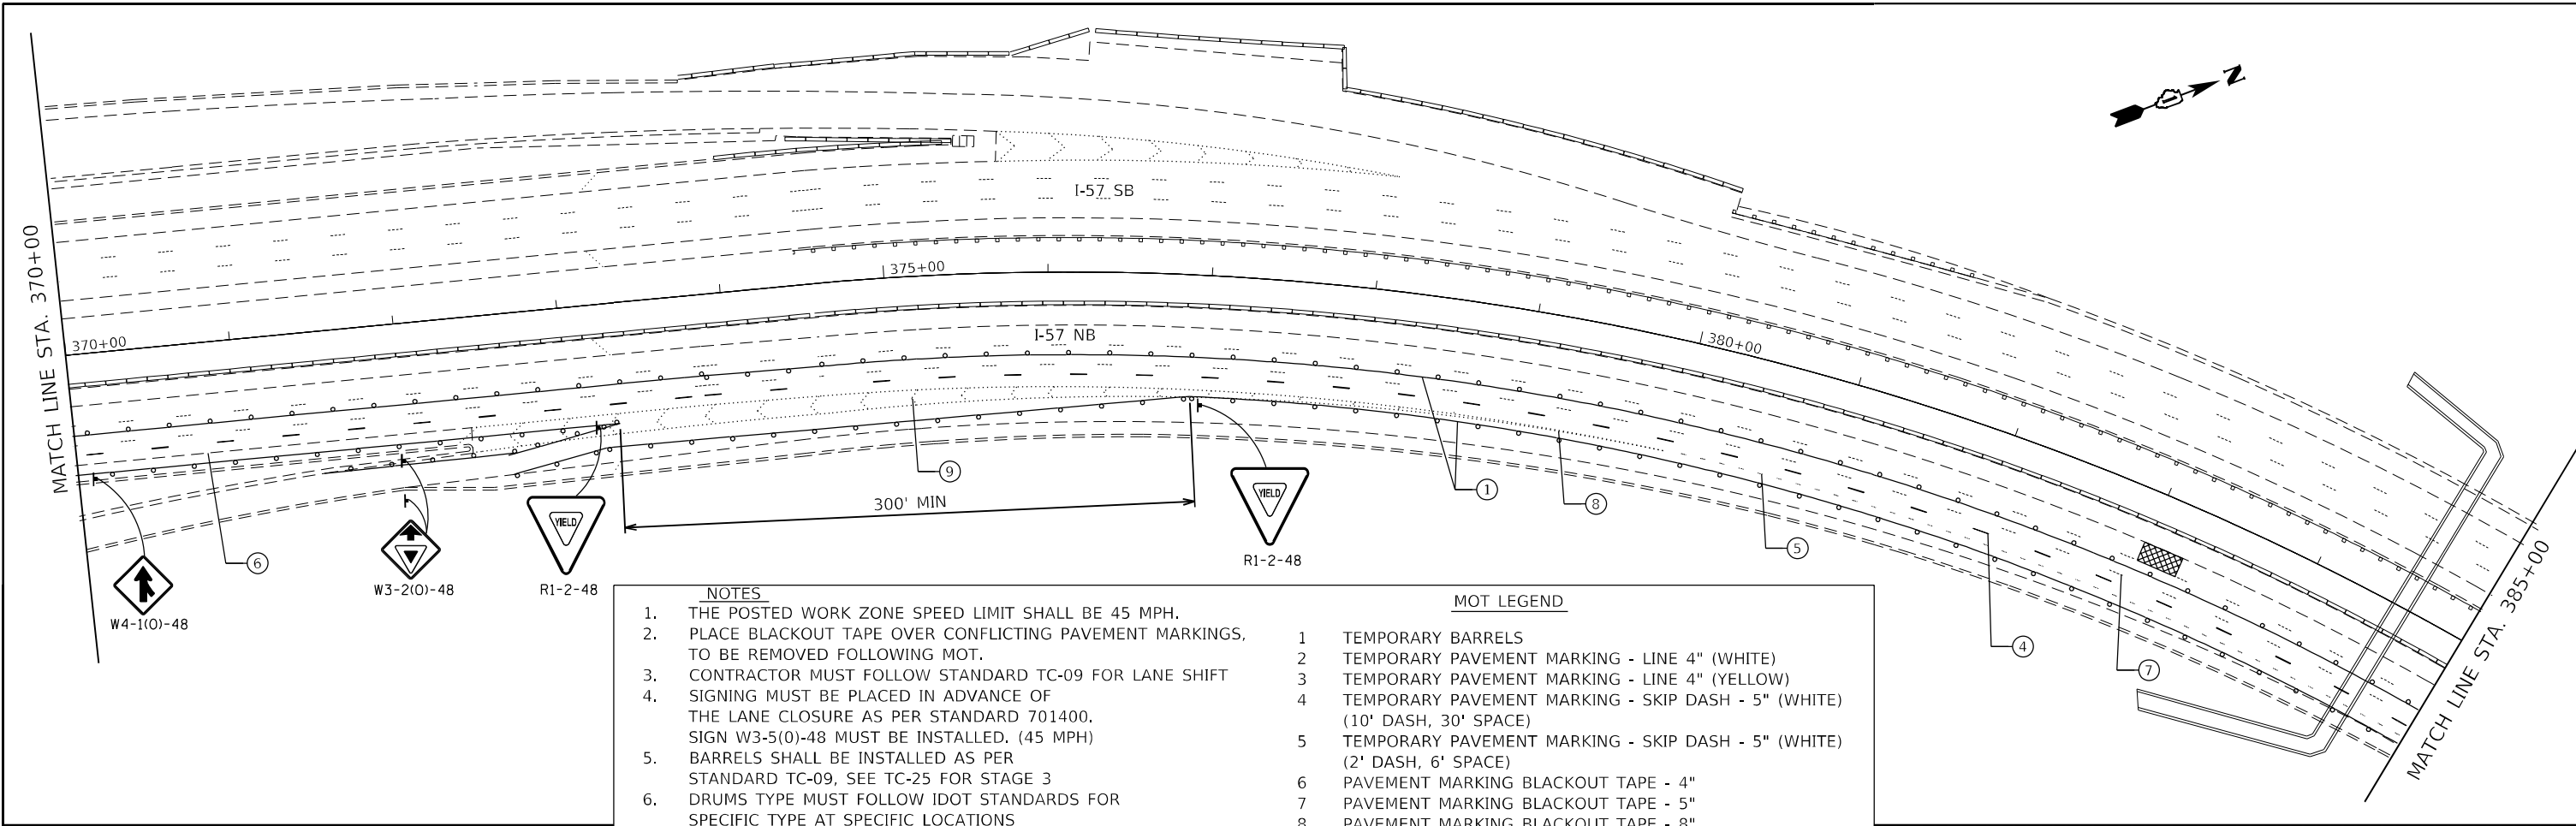 N
I-57 SB
MATCH LINE STA. 370+00
375+00
370+00
I-57 NB
380+00
9
300' MIN
1
8
5
6
4
7
YIELD
YIELD
R1-2-48
W3-2(O)-48
R1-2-48
W4-1(O)-48
MATCH LINE STA. 385+00
NOTES
1. THE POSTED WORK ZONE SPEED LIMIT SHALL BE 45 MPH.
2. PLACE BLACKOUT TAPE OVER CONFLICTING PAVEMENT MARKINGS,
TO BE REMOVED FOLLOWING MOT.
3. CONTRACTOR MUST FOLLOW STANDARD TC-09 FOR LANE SHIFT
4. SIGNING MUST BE PLACED IN ADVANCE OF
THE LANE CLOSURE AS PER STANDARD 701400.
SIGN W3-5(0)-48 MUST BE INSTALLED. (45 MPH)
5. BARRELS SHALL BE INSTALLED AS PER
STANDARD TC-09, SEE TC-25 FOR STAGE 3
6. DRUMS TYPE MUST FOLLOW IDOT STANDARDS FOR
SPECIFIC TYPE AT SPECIFIC LOCATIONS
MOT LEGEND
1 TEMPORARY BARRELS
2 TEMPORARY PAVEMENT MARKING - LINE 4" (WHITE)
3 TEMPORARY PAVEMENT MARKING - LINE 4" (YELLOW)
4 TEMPORARY PAVEMENT MARKING - SKIP DASH - 5" (WHITE)
(10' DASH, 30' SPACE)
5 TEMPORARY PAVEMENT MARKING - SKIP DASH - 5" (WHITE)
(2' DASH, 6' SPACE)
6 PAVEMENT MARKING BLACKOUT TAPE - 4"
7 PAVEMENT MARKING BLACKOUT TAPE - 5"
8 PAVEMENT MARKING BLACKOUT TAPE - 8"